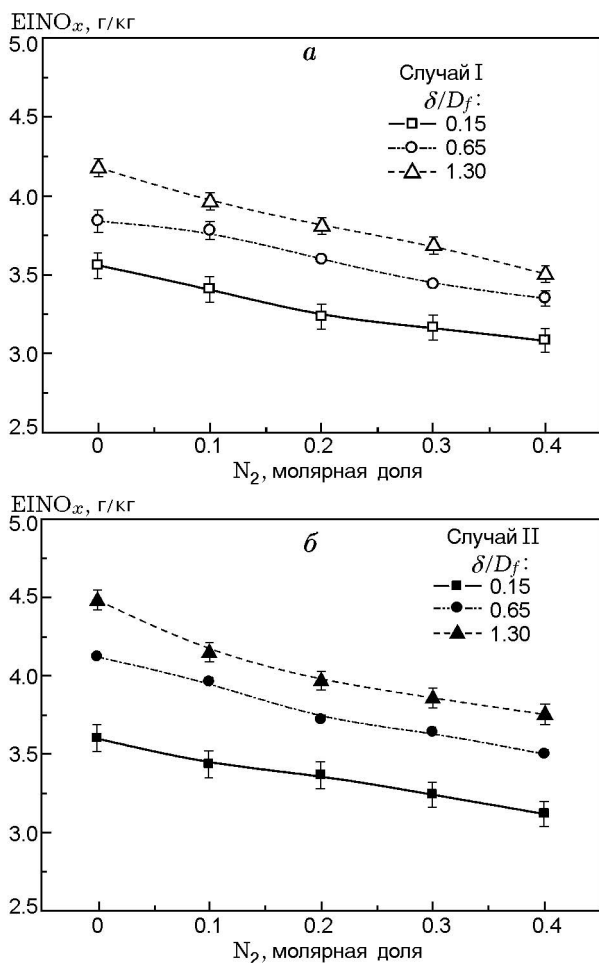 EINOx, г/кг
5.0
а
Случай I
δ/Df:
0.15
0.65
1.30
4.5
4.0
3.5
3.0
2.5
0 0.1 0.2 0.3 0.4
N2, молярная доля
EINOx, г/кг
5.0
б
Случай II
δ/Df:
0.15
0.65
1.30
4.5
4.0
3.5
3.0
2.5
0 0.1 0.2 0.3 0.4
N2, молярная доля